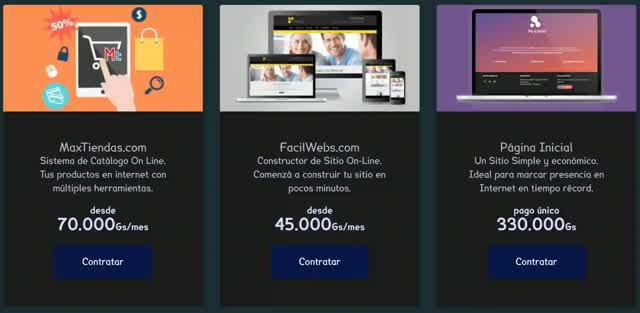 50%
$
Mt
MaxTiendas.com
Sistema de Catálogo On Line.
Tus productos en internet con
múltiples herramientas.
desde
70.000Gs/mes
Contratar
FacilWebs.com
Constructor de Sitio On-Line.
Comenzà a construir tu sitio en
pocos minutos.
desde
45.000Gs/mes
Contratar
Página Inicial
Un Sitio Simple y económico.
Ideal para marcar presencia en
Internet en tiempo récord.
pago único
330.000Gs
Contratar